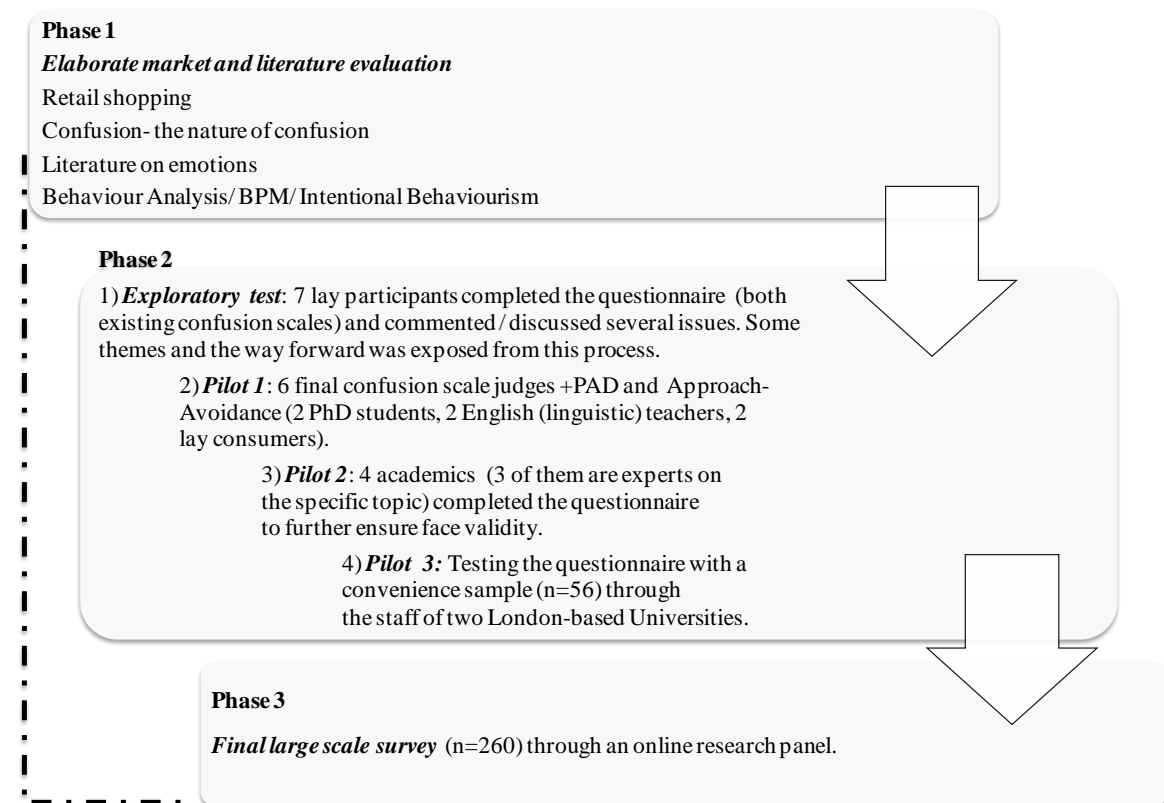 Phase 1
Elaborate market and literature evaluation
Retail shopping
Confusion- the nature of confusion
Literature on emotions
Behaviour Analysis/ BPM/ Intentional Behaviourism
Phase 2
1) Exploratory test: 7 lay participants completed the questionnaire (both
existing confusion scales) and commented / discussed several issues. Some
themes and the way forward was exposed from this process.
2) Pilot 1: 6 final confusion scale judges +PAD and Approach-
Avoidance (2 PhD students, 2 English (linguistic) teachers, 2
lay consumers).
3) Pilot 2: 4 academics (3 of them are experts on
the specific topic) completed the questionnaire
to further ensure face validity.
4) Pilot 3: Testing the questionnaire with a
convenience sample (n=56) through
the staff of two London-based Universities.
Phase 3
Final large scale survey (n=260) through an online research panel.